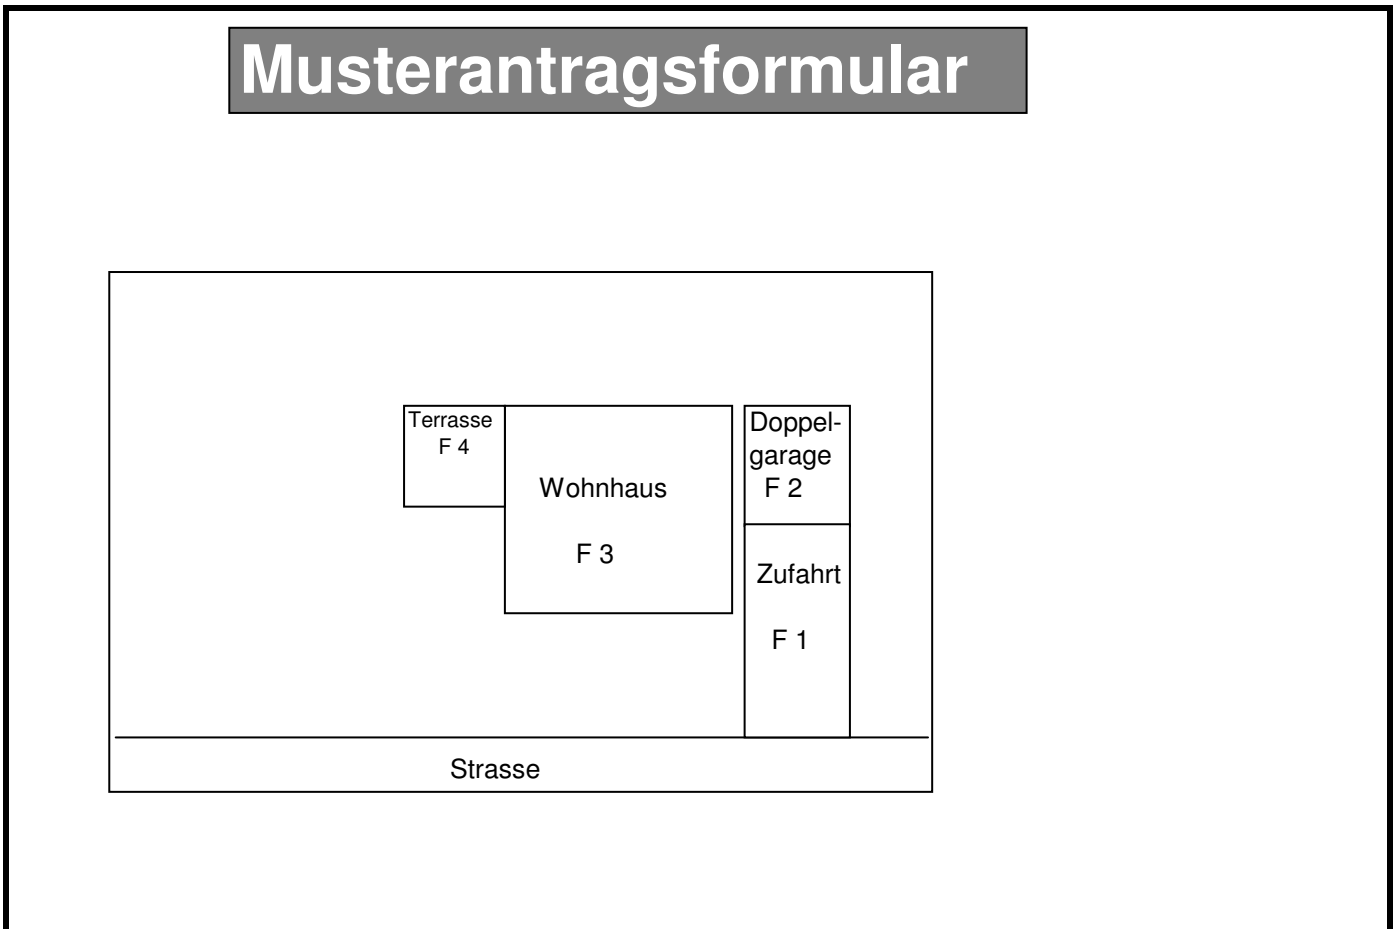 Musterantragsformular
Terrasse
F 4
Wohnhaus
F 3
Doppel-
garage
F 2
Zufahrt
F 1
Strasse